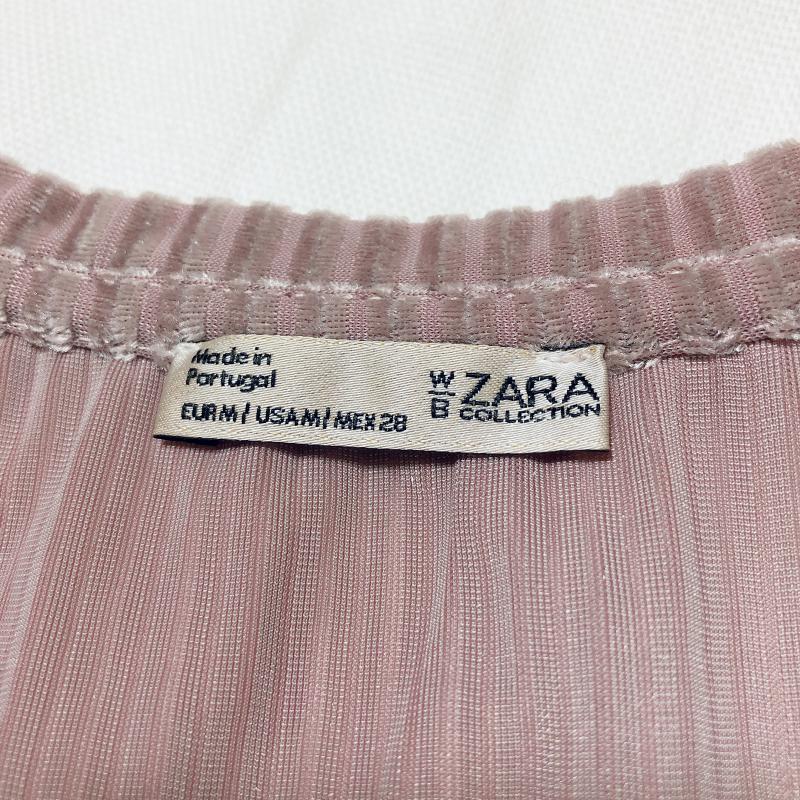 Made in
Portugal
EUR M / USA M / MEX 28
W
B
ZARA
COLLECTION